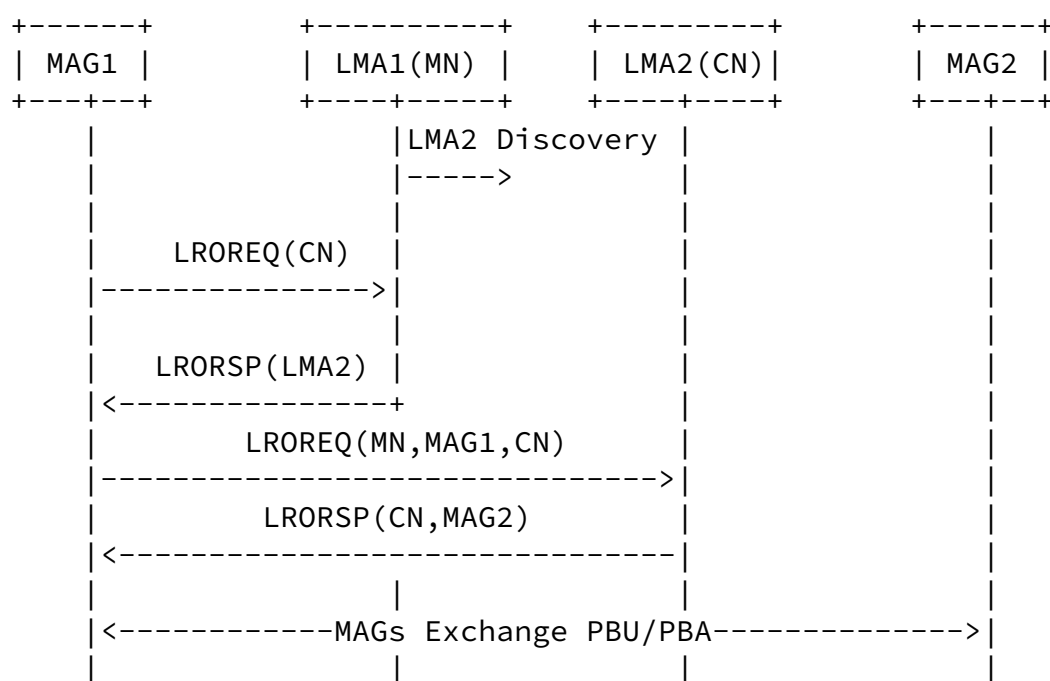 MAG1 LMA1(MN) LMA2(CN) MAG2
LMA2 Discovery
LROREQ(CN)
LRORSP(LMA2)
LROREQ(MN,MAG1,CN)
LRORSP(CN,MAG2)
MAGs Exchange PBU/PBA